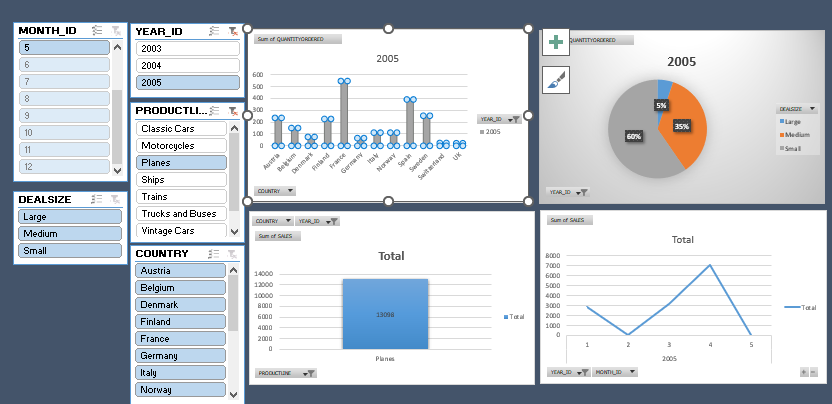 MONTH_ID
5
6
7
8
9
10
11
12
DEALSIZE
Large
Medium
Small
YEAR_ID
2003
2004
2005
PRODUCTLI...
Classic Cars
Motorcycles
Planes
Ships
Trains
Trucks and Buses
Vintage Cars
COUNTRY
Austria
Belgium
Denmark
Finland
France
Germany
Italy
Norway
Sum of QUANTITYORDERED
2005
600
500
400
300
200
100
0
Austria
Belgium
Denmark
Finland
France
Germany
Italy
Norway
Spain
Sweden
Switzerland
UK
YEAR_ID
2005
COUNTRY
QUANTITYORDERED
2005
5%
35%
60%
DEALSIZE
Large
Medium
Small
YEAR_ID
COUNTRY YEAR_ID
Sum of SALES
Total
14000
12000
10000
8000
6000
4000
2000
0
13098
Planes
Total
PRODUCTLINE
Sum of SALES
Total
8000
7000
6000
5000
4000
3000
2000
1000
0
1 2 3 4 5
2005
Total
YEAR_ID MONTH_ID